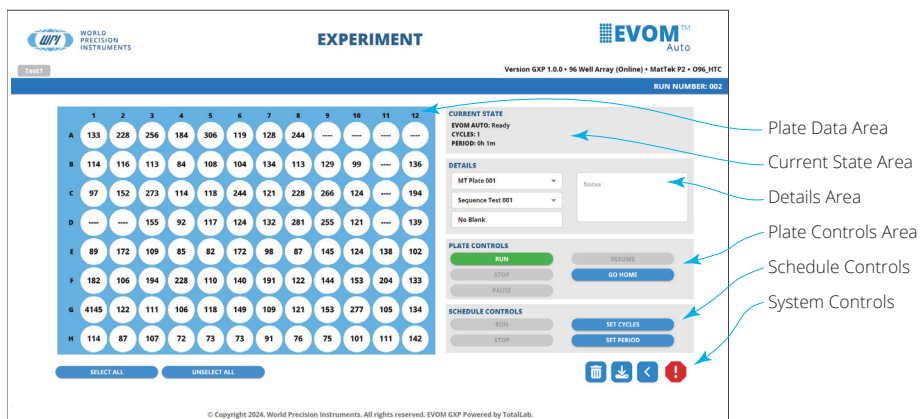 WPI WORLD
PRECISION
INSTRUMENTS
EXPERIMENT
EVOM™
Auto
Test1
Version GXP 1.0.0 • 96 Well Array (Online) • MatTek P2 • O96_HTC
RUN NUMBER: 002
1 2 3 4 5 6 7 8 9 10 11 12
A 133 228 256 184 306 119 128 244 ---- ---- ---- ----
B 114 116 113 84 108 104 134 113 129 99 ---- 136
C 97 152 273 114 118 244 121 228 266 124 ---- 194
D ---- ---- 155 92 117 124 132 281 255 121 ---- 139
E 89 172 109 85 82 172 98 87 145 124 138 102
F 182 106 194 228 110 140 191 122 144 153 204 133
G 4145 122 111 106 118 149 109 121 153 277 105 134
H 114 87 107 72 73 73 91 76 75 101 111 142
SELECT ALL UNSELECT ALL
CURRENT STATE
EVOM AUTO: Ready
CYCLES: 1
PERIOD: 0h 1m
DETAILS
MT Plate 001
Sequence Test 001
No Blank
Notes
PLATE CONTROLS
RUN RESUME
STOP GO HOME
PAUSE
SCHEDULE CONTROLS
RUN SET CYCLES
STOP SET PERIOD
Plate Data Area
Current State Area
Details Area
Plate Controls Area
Schedule Controls
System Controls
© Copyright 2024. World Precision Instruments. All rights reserved. EVOM GXP Powered by TotalLab.